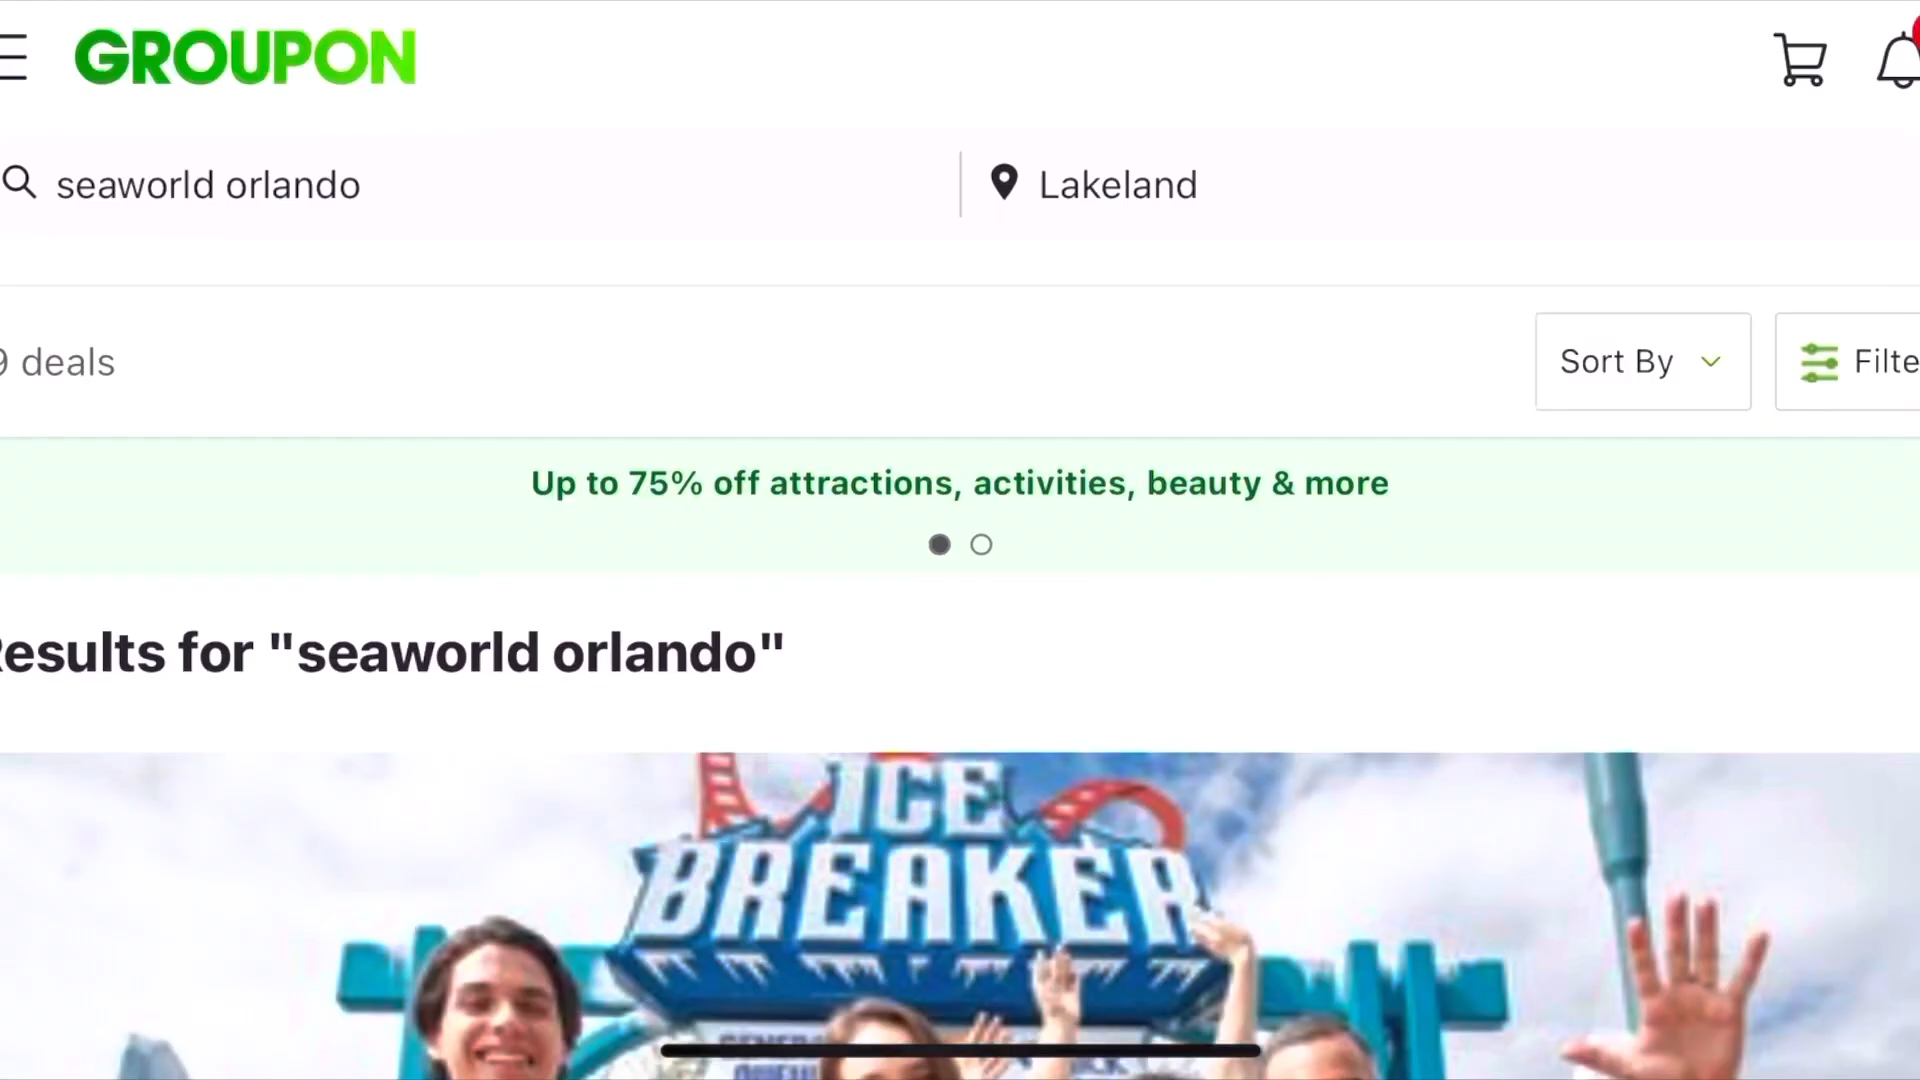 GROUPON
seaworld orlando
Lakeland
9 deals
Sort By
Up to 75% off attractions, activities, beauty & more
esults for "seaworld orlando"
ICE
BREAKER